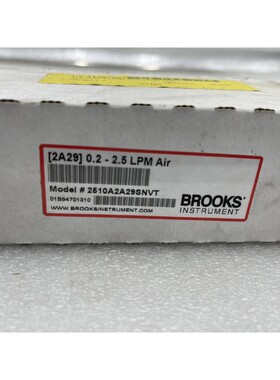 [2A29] 0.2 - 2.5 LPM Air
Model # 2510A2A29SNVT
01B94701310
WWW.BROOKSINSTRUMENT.COM
BROOKS®
INSTRUMENT